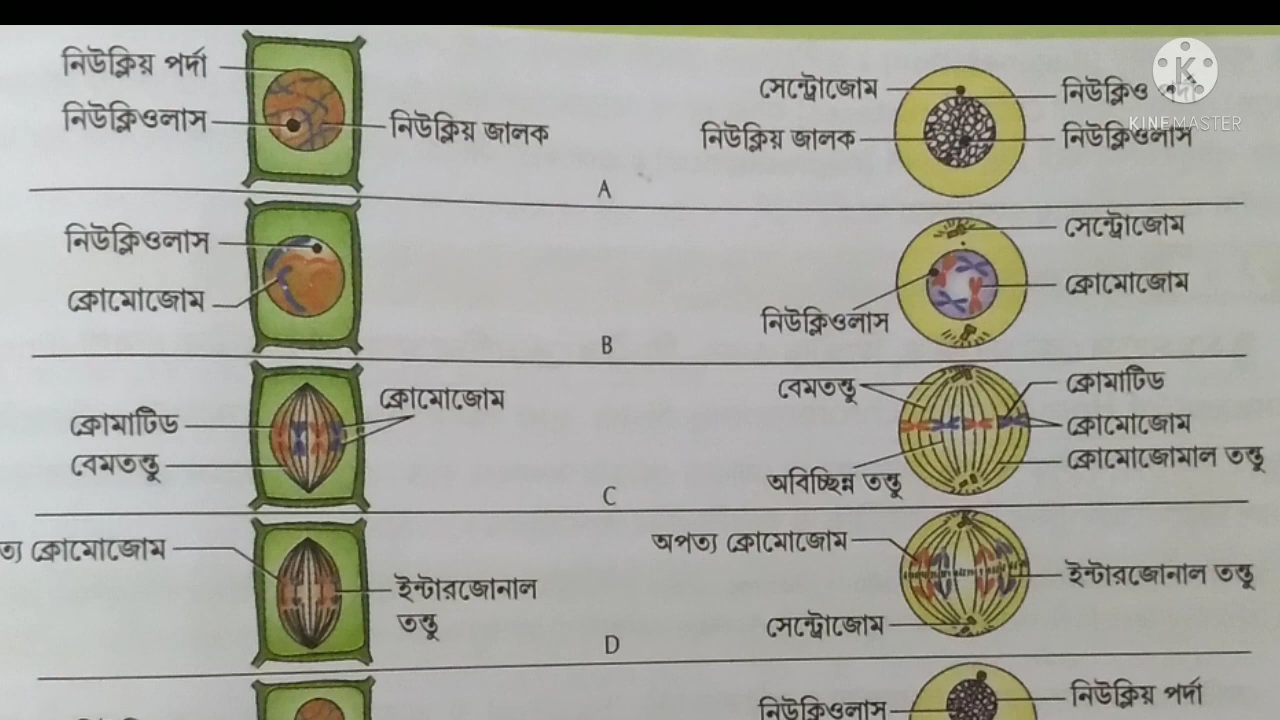 নিউক্লিয় পর্দা
নিউক্লিওলাস
নিউক্লিয় জালক
সেন্ট্রোজোম
নিউক্লিয় জালক
নিউক্লিও
নিউক্লিওলাস
KINEMASTER
A
নিউক্লিওলাস
ক্রোমোজোম
সেন্ট্রোজোম
ক্রোমোজোম
নিউক্লিওলাস
B
ক্রোমোজোম
ক্রোমাটিড
বেমতন্তু
বেমতন্তু
অবিচ্ছিন্ন তন্তু
ক্রোমাটিড
ক্রোমোজোম
ক্রোমোজোমাল তন্তু
C
ক্রোমোজোম
ইন্টারজোনাল
তন্তু
অপত্য ক্রোমোজোম
সেন্ট্রোজোম
ইন্টারজোনাল তন্তু
D
নিউক্লিওলাস
নিউক্লিয় পর্দা